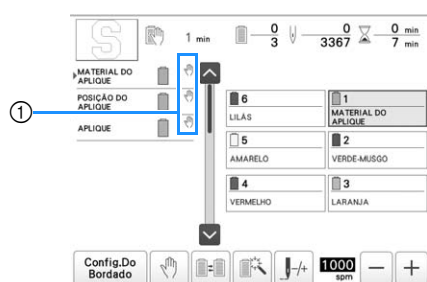 1 min
0
3
0
3367
0 min
7 min
MATERIAL DO
APLIQUE
POSIÇÃO DO
APLIQUE
APLIQUE
①
6
LILÁS
1
MATERIAL DO
APLIQUE
5
AMARELO
2
VERDE-MUSGO
4
VERMELHO
3
LARANJA
Config.Do
Bordado
-/+
1000
spm